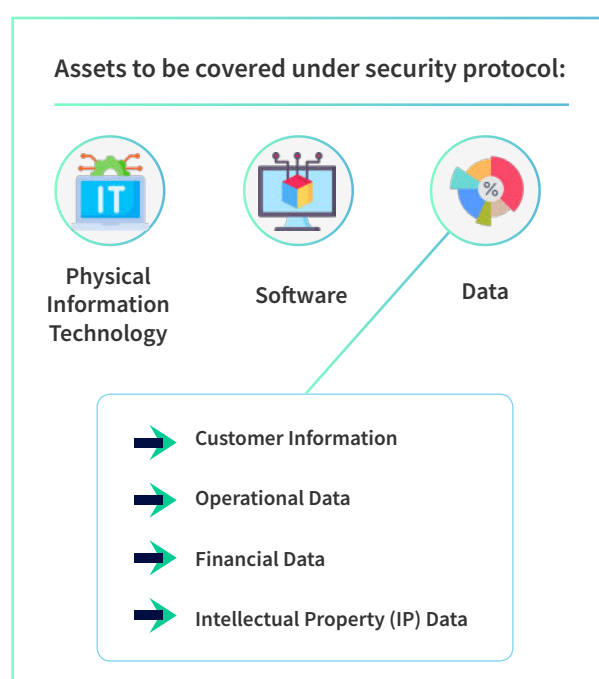 Assets to be covered under security protocol:
IT
%
Physical
Information
Technology
Software
Data
Customer Information
Operational Data
Financial Data
Intellectual Property (IP) Data